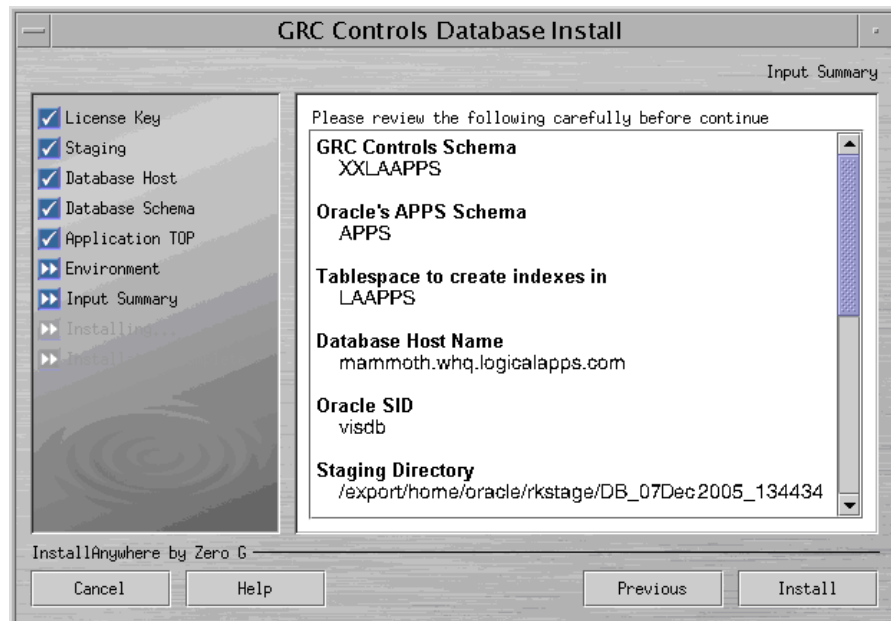 GRC Controls Database Install
Input Summary
License Key
Staging
Database Host
Database Schema
Application TOP
Environment
Input Summary
Installing...
Please review the following carefully before continue
GRC Controls Schema
XXLAAPPS
Oracle's APPS Schema
APPS
Tablespace to create indexes in
LAAPPS
Database Host Name
mammoth.whq.logicalapps.com
Oracle SID
visdb
Staging Directory
/export/home/oracle/rkstage/DB_07Dec2005_134434
InstallAnywhere by Zero G
Cancel
Help
Previous
Install